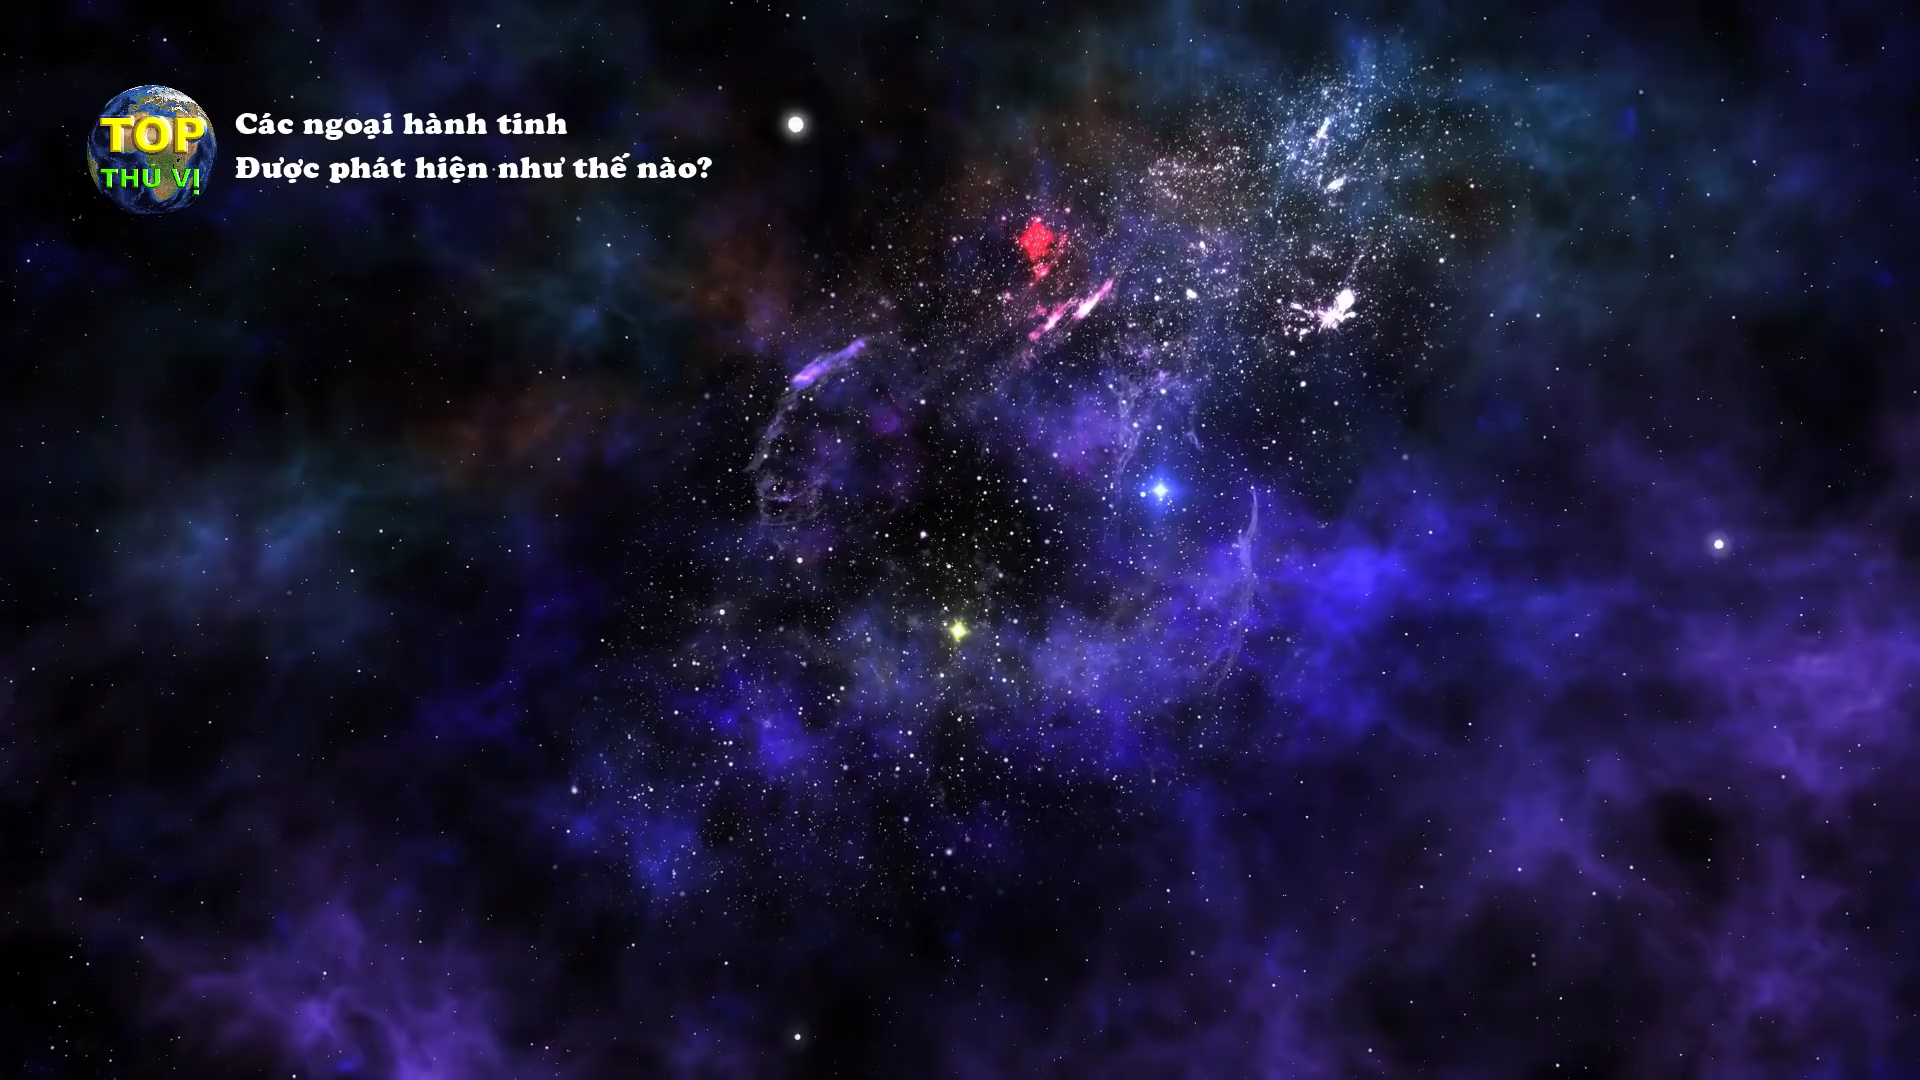 TOP
THÚ VỊ
Các ngoại hành tinh
Được phát hiện như thế nào?